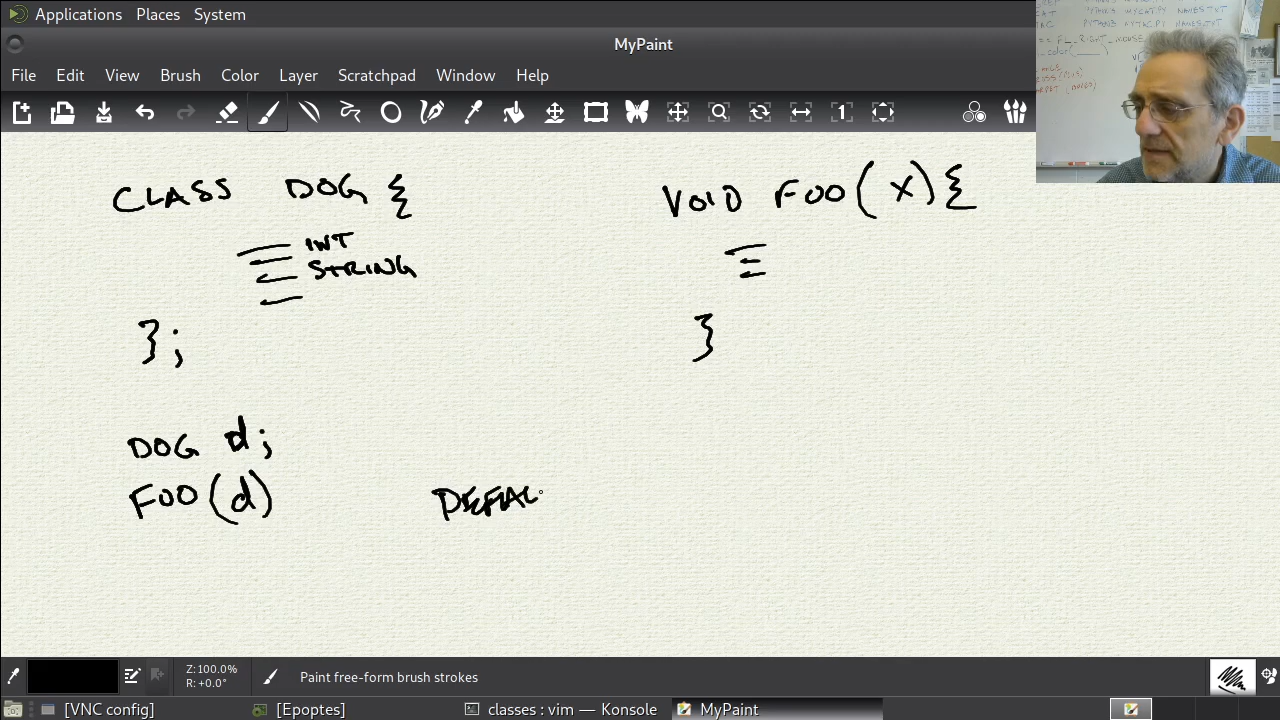 Applications Places System
MyPaint
File Edit View Brush Color Layer Scratchpad Window Help
1
CLASS DOG {
INT
STRING
};
DOG d;
FOO(d)
VOID FOO(X){
}
Z:100.0%
R:+0.0°
Paint free-form brush strokes
[VNC config] [Epoptes] classes : vim — Konsole MyPaint